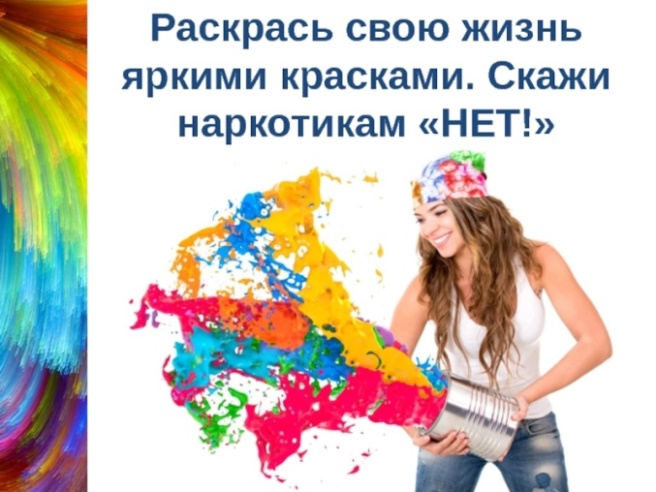 Раскрась свою жизнь
яркими красками. Скажи
наркотикам «НЕТ!»